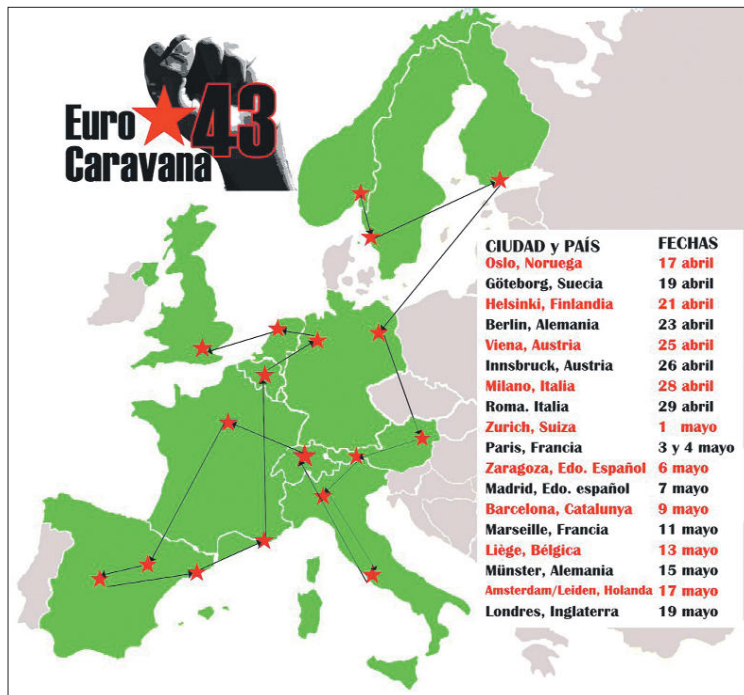 Euro 43
Caravana
CIUDAD y PAÍS FECHAS
Oslo, Noruega 17 abril
Göteborg, Suecia 19 abril
Helsinki, Finlandia 21 abril
Berlin, Alemania 23 abril
Viena, Austria 25 abril
Innsbruck, Austria 26 abril
Milano, Italia 28 abril
Roma. Italia 29 abril
Zurich, Suiza 1 mayo
Paris, Francia 3 y 4 mayo
Zaragoza, Edo. Español 6 mayo
Madrid, Edo. español 7 mayo
Barcelona, Catalunya 9 mayo
Marseille, Francia 11 mayo
Liège, Bélgica 13 mayo
Münster, Alemania 15 mayo
Amsterdam/Leiden, Holanda 17 mayo
Londres, Inglaterra 19 mayo